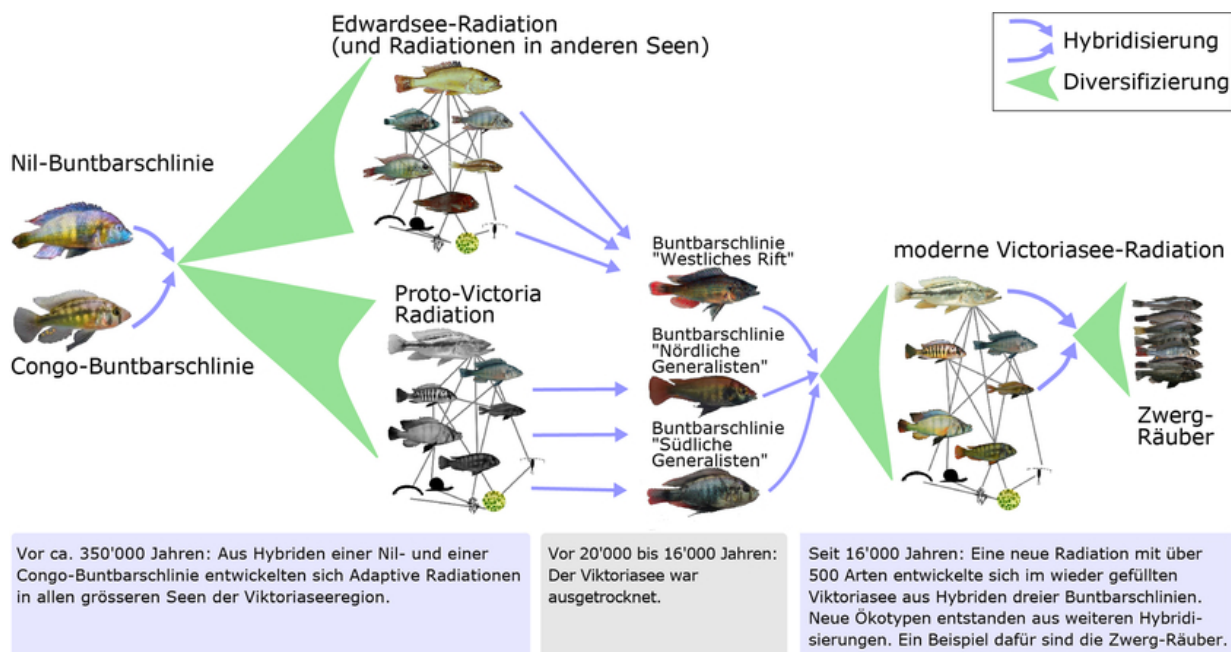 Edwardsee-Radiation
(und Radiationen in anderen Seen)
Hybridisierung
Diversifizierung
Nil-Buntbarschlinie
Congo-Buntbarschlinie
Proto-Victoria
Radiation
Buntbarschlinie
"Westliches Rift"
Buntbarschlinie
"Nördliche
Generalisten"
Buntbarschlinie
"Südliche
Generalisten"
moderne Victoriasee-Radiation
Zwerg-
Räuber
Vor ca. 350'000 Jahren: Aus Hybriden einer Nil- und einer
Congo-Buntbarschlinie entwickelten sich Adaptive Radiationen
in allen grösseren Seen der Viktoriaseeregion.
Vor 20'000 bis 16'000 Jahren:
Der Viktoriasee war
ausgetrocknet.
Seit 16'000 Jahren: Eine neue Radiation mit über
500 Arten entwickelte sich im wieder gefüllten
Viktoriasee aus Hybriden dreier Buntbarschlinien.
Neue Ökotypen entstanden aus weiteren Hybridi-
sierungen. Ein Beispiel dafür sind die Zwerg-Räuber.